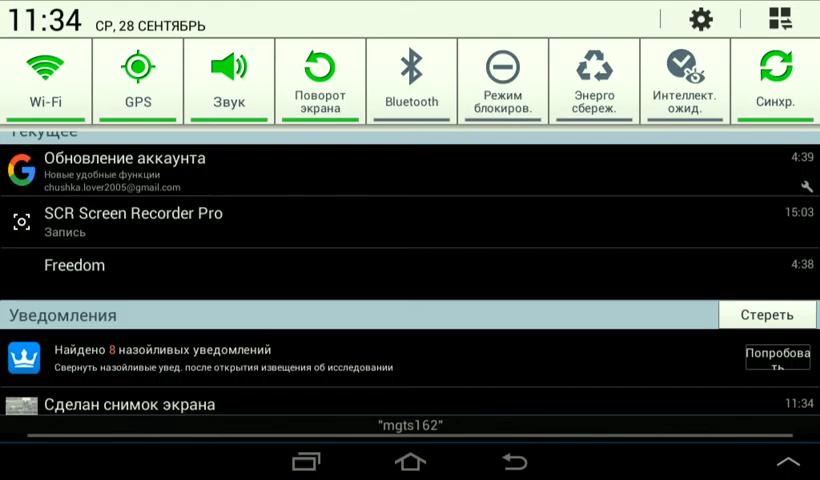 11:34 СР, 28 СЕНТЯБРЬ
Wi-Fi
GPS
Звук
Поворот
экрана
Bluetooth
Режим
блокиров.
Энерго
сбереж.
Интеллект.
ожид.
Синхр.
Текущее
Обновление аккаунта 4:39
Новые удобные функции
chushka.lover2005@gmail.com
SCR Screen Recorder Pro 15:03
Запись
Freedom 4:38
Уведомления Стереть
Найдено 8 назойливых уведомлений
Свернуть назойливые увед. после открытия извещения об исследовании
Попробова
ть
Сделан снимок экрана 11:34
"mgts162"